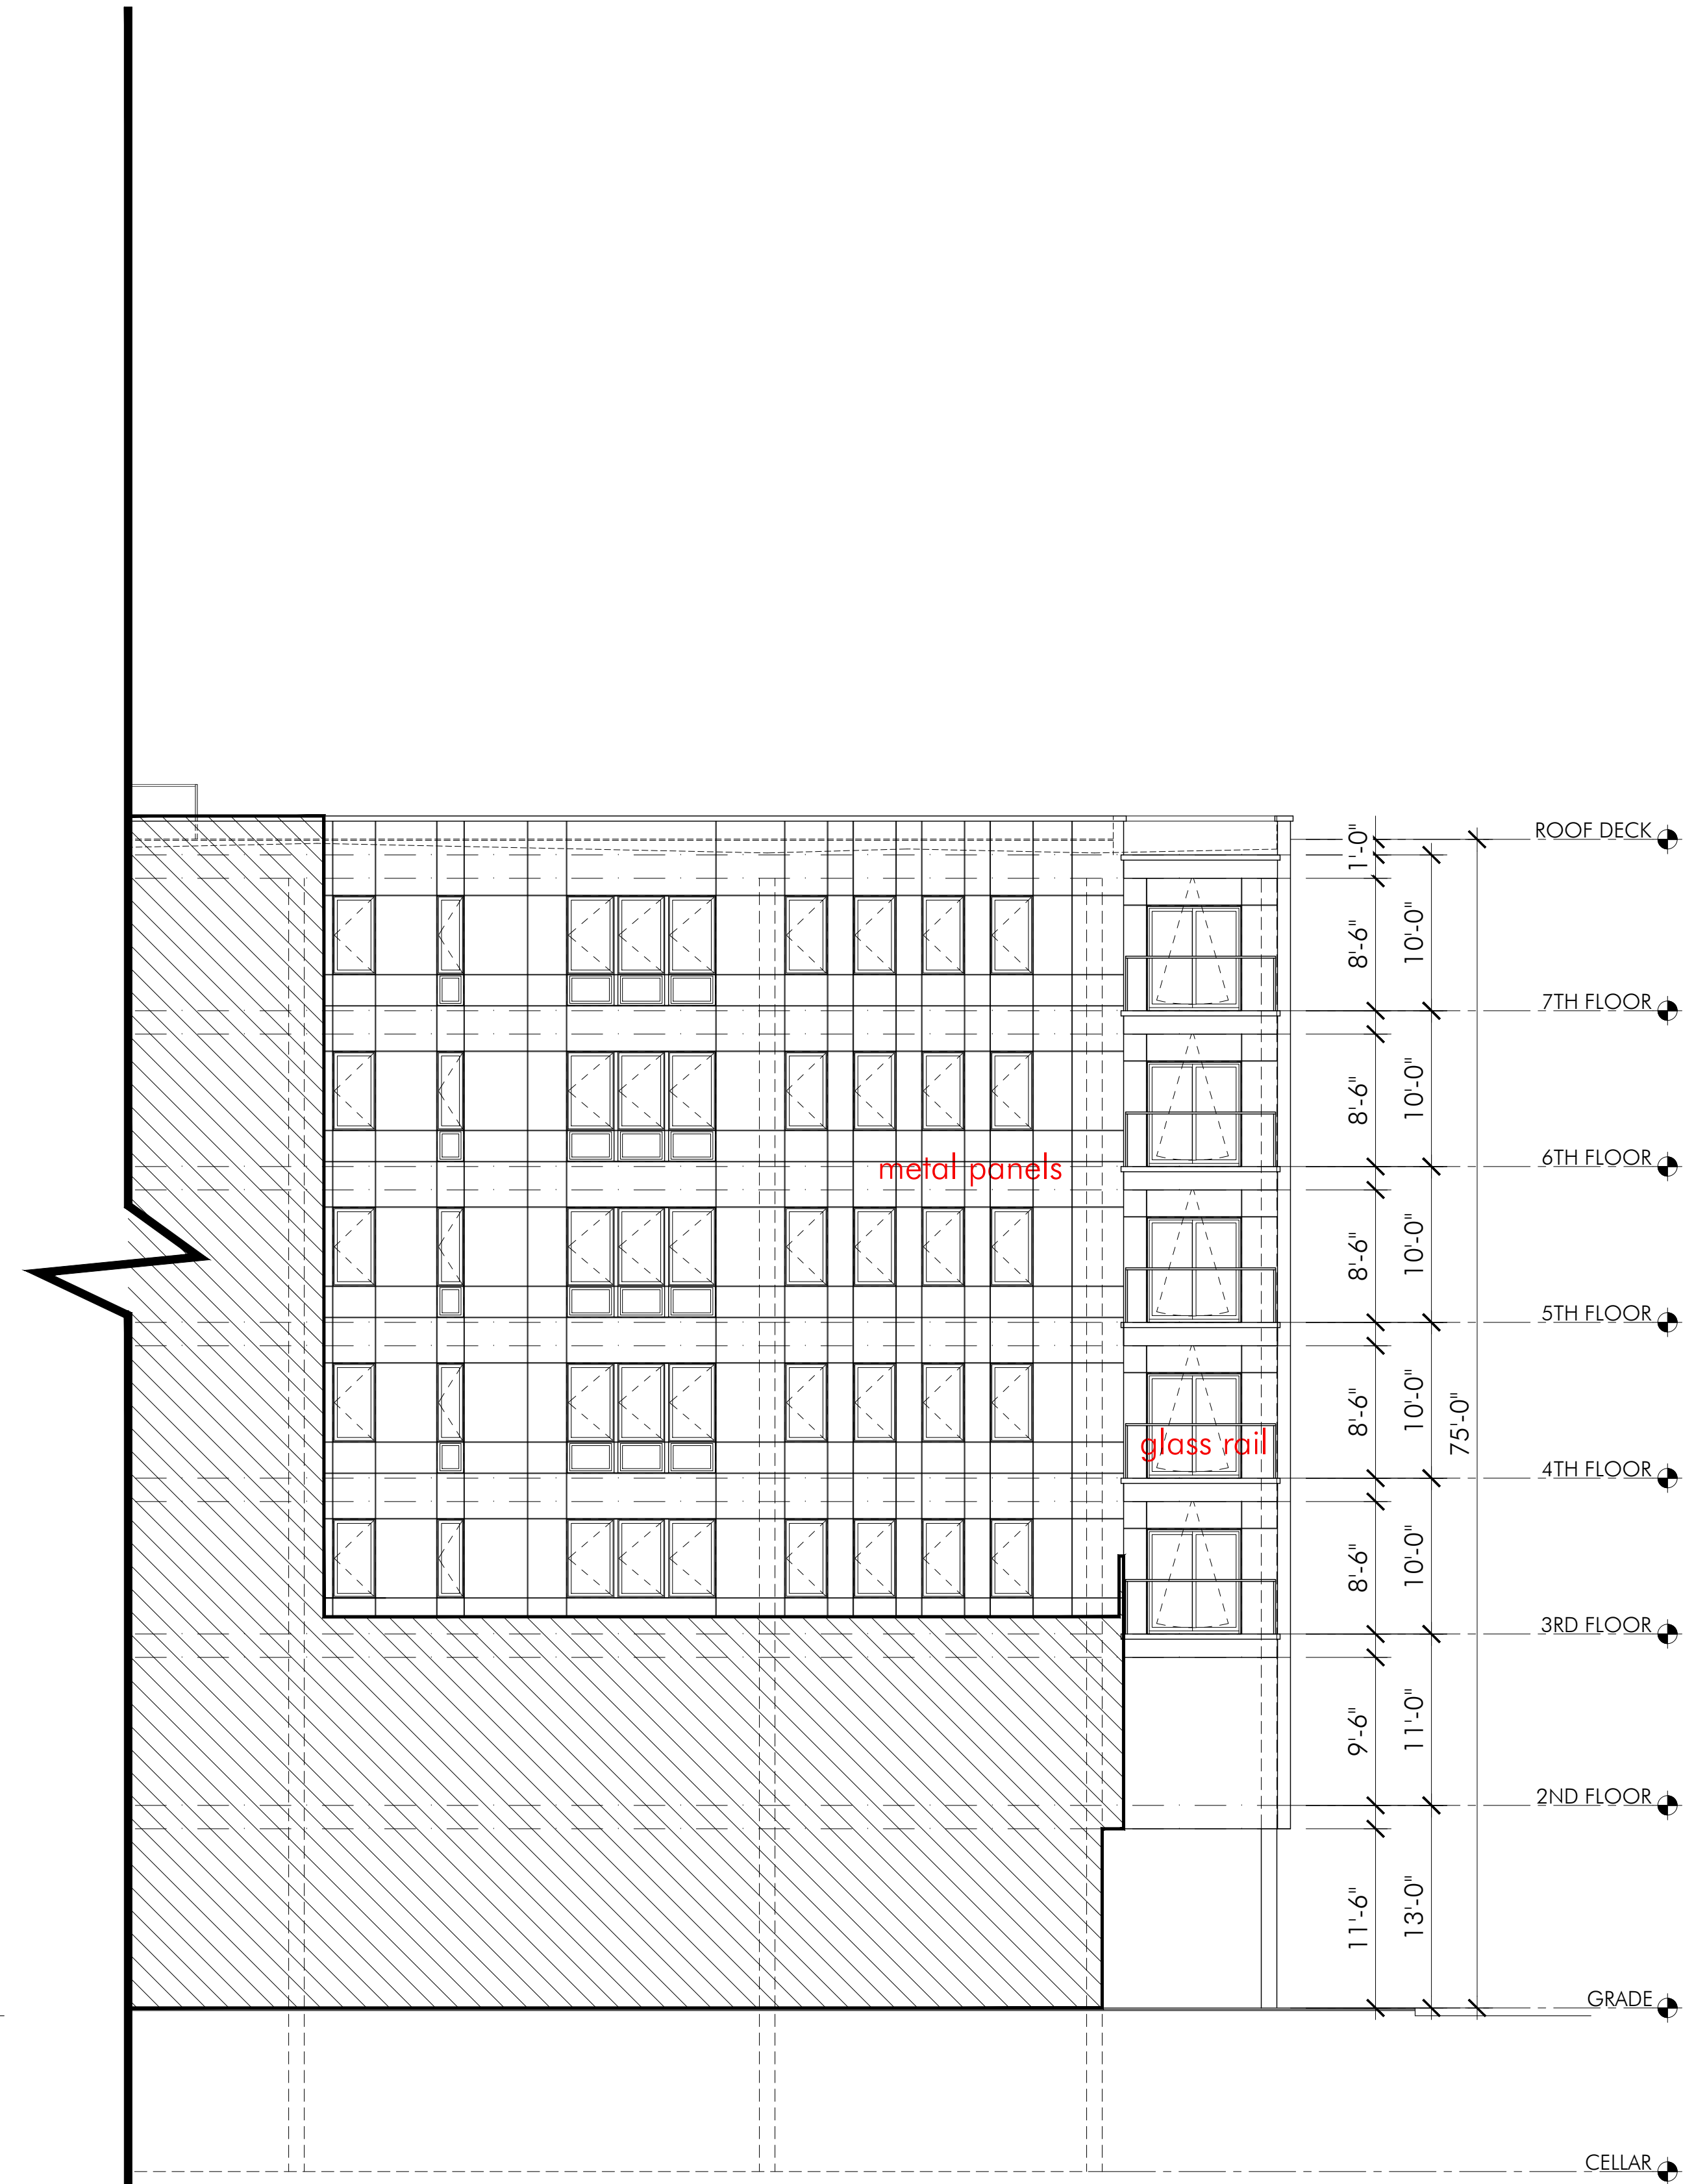 ROOF DECK
1'-0"
8'-6"
10'-0"
7TH FLOOR
8'-6"
10'-0"
metal panels
6TH FLOOR
8'-6"
10'-0"
5TH FLOOR
8'-6"
10'-0"
75'-0"
glass rail
4TH FLOOR
8'-6"
10'-0"
3RD FLOOR
9'-6"
11'-0"
2ND FLOOR
11'-6"
13'-0"
GRADE
CELLAR